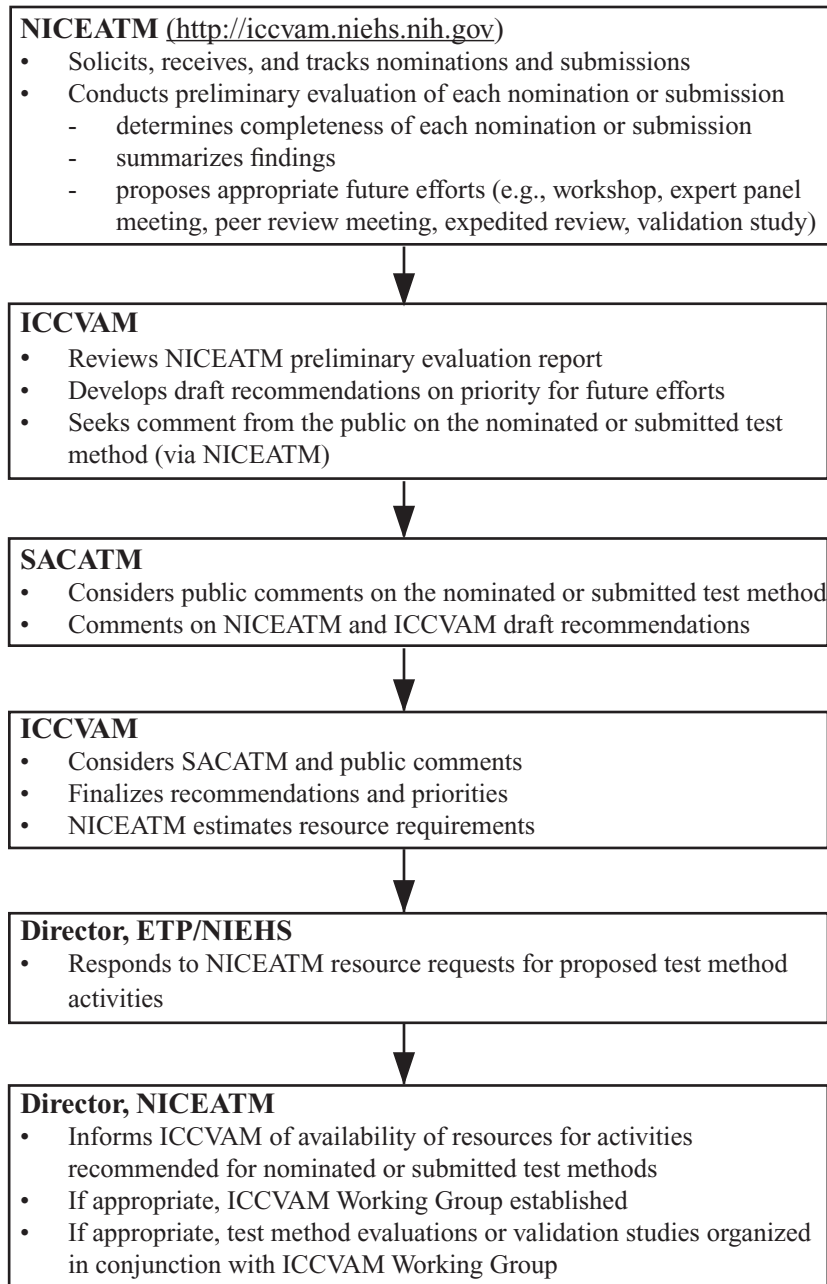 NICEATM (http://iccvam.niehs.nih.gov)
• Solicits, receives, and tracks nominations and submissions
• Conducts preliminary evaluation of each nomination or submission
- determines completeness of each nomination or submission
- summarizes findings
- proposes appropriate future efforts (e.g., workshop, expert panel
meeting, peer review meeting, expedited review, validation study)
ICCVAM
• Reviews NICEATM preliminary evaluation report
• Develops draft recommendations on priority for future efforts
• Seeks comment from the public on the nominated or submitted test
method (via NICEATM)
SACATM
• Considers public comments on the nominated or submitted test method
• Comments on NICEATM and ICCVAM draft recommendations
ICCVAM
• Considers SACATM and public comments
• Finalizes recommendations and priorities
• NICEATM estimates resource requirements
Director, ETP/NIEHS
• Responds to NICEATM resource requests for proposed test method
activities
Director, NICEATM
• Informs ICCVAM of availability of resources for activities
recommended for nominated or submitted test methods
• If appropriate, ICCVAM Working Group established
• If appropriate, test method evaluations or validation studies organized
in conjunction with ICCVAM Working Group